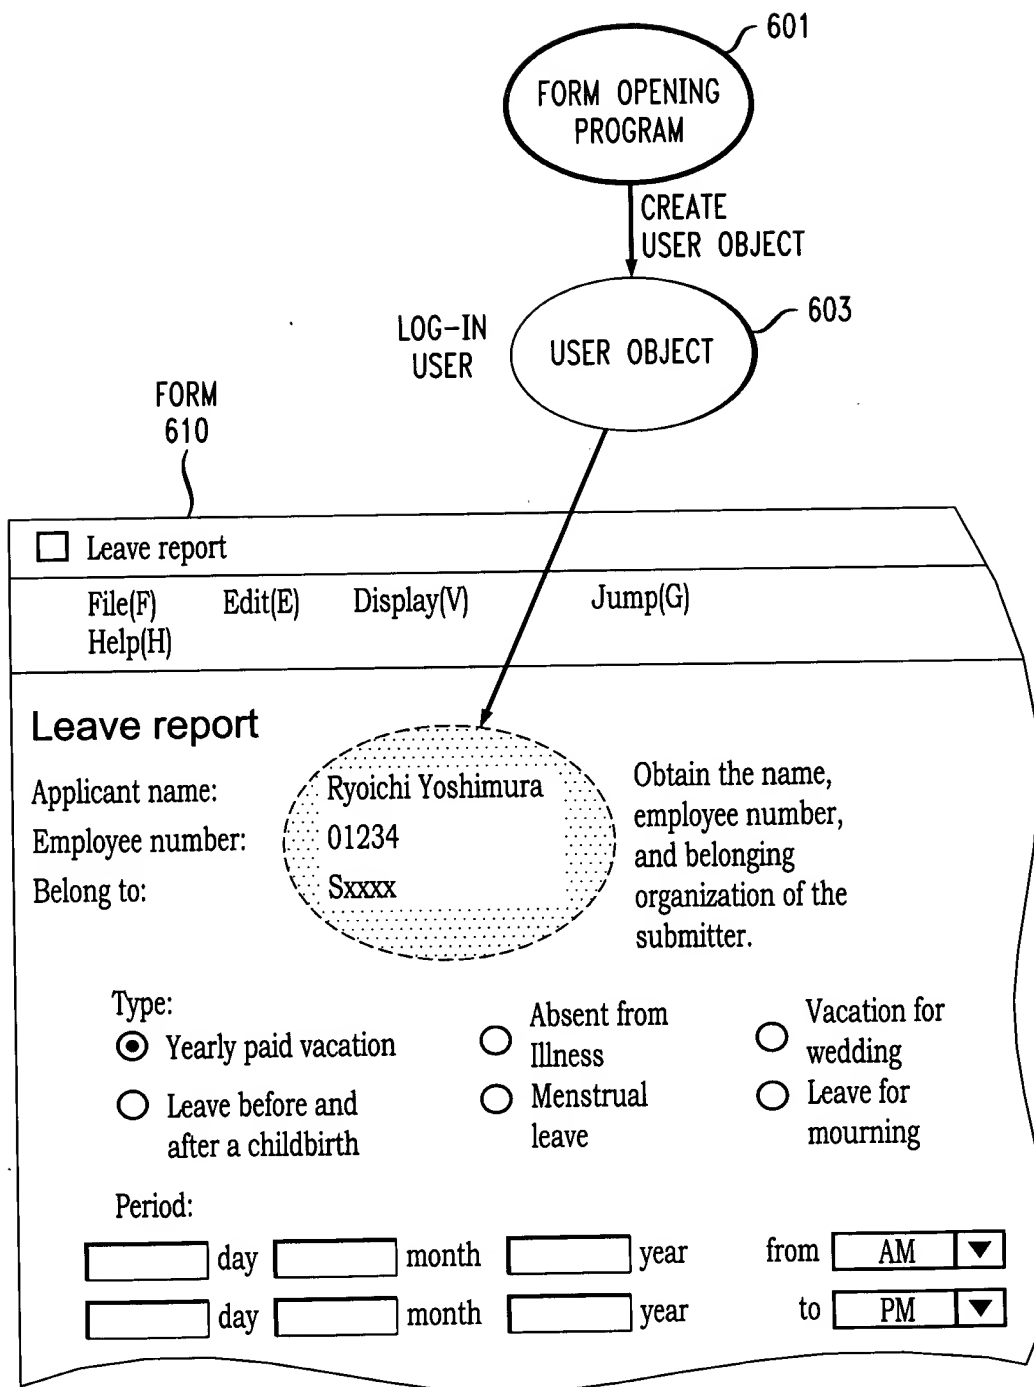 601
FORM OPENING
PROGRAM
CREATE
USER OBJECT
603
LOG-IN
USER
USER OBJECT
FORM
610
Leave report
File(F) Edit(E) Display(V) Jump(G)
Help(H)
Leave report
Applicant name: Ryoichi Yoshimura
Employee number: 01234
Belong to: Sxxxx
Obtain the name,
employee number,
and belonging
organization of the
submitter.
Type:
Yearly paid vacation
Absent from
Illness
Vacation for
wedding
Leave before and
after a childbirth
Menstrual
leave
Leave for
mourning
Period:
day month year from AM
day month year to PM